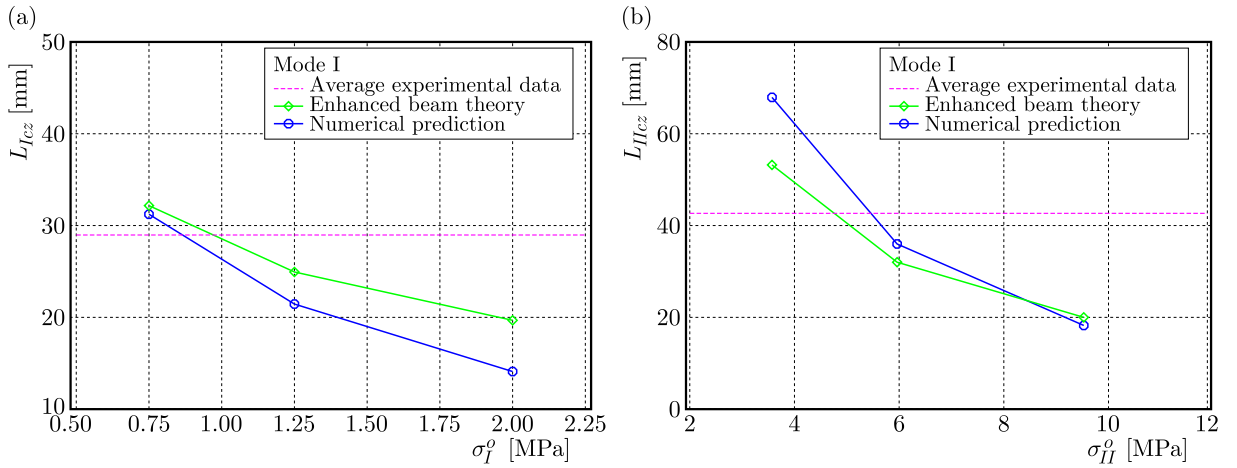 (a)
50
40
30
20
10
L_{Icz} [mm]
Mode I
Average experimental data
Enhanced beam theory
Numerical prediction
0.50 0.75 1.00 1.25 1.50 1.75 2.00 2.25
σ_I^o [MPa]
(b)
80
60
40
20
0
L_{IIcz} [mm]
Mode I
Average experimental data
Enhanced beam theory
Numerical prediction
2 4 6 8 10 12
σ_{II}^o [MPa]